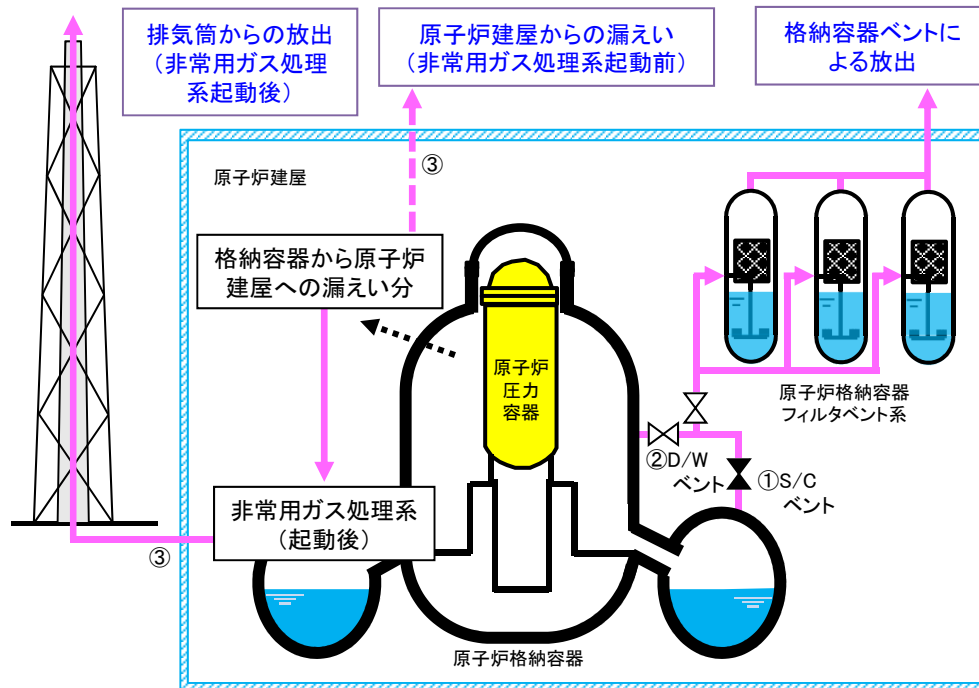 排気筒からの放出
（非常用ガス処理
系起動後）
原子炉建屋からの漏えい
（非常用ガス処理系起動前）
格納容器ベントに
よる放出
③
原子炉建屋
格納容器から原子炉
建屋への漏えい分
原子炉
圧力
容器
原子炉格納容器
フィルタベント系
②D/W
ベント
①S/C
ベント
非常用ガス処理系
（起動後）
③
原子炉格納容器